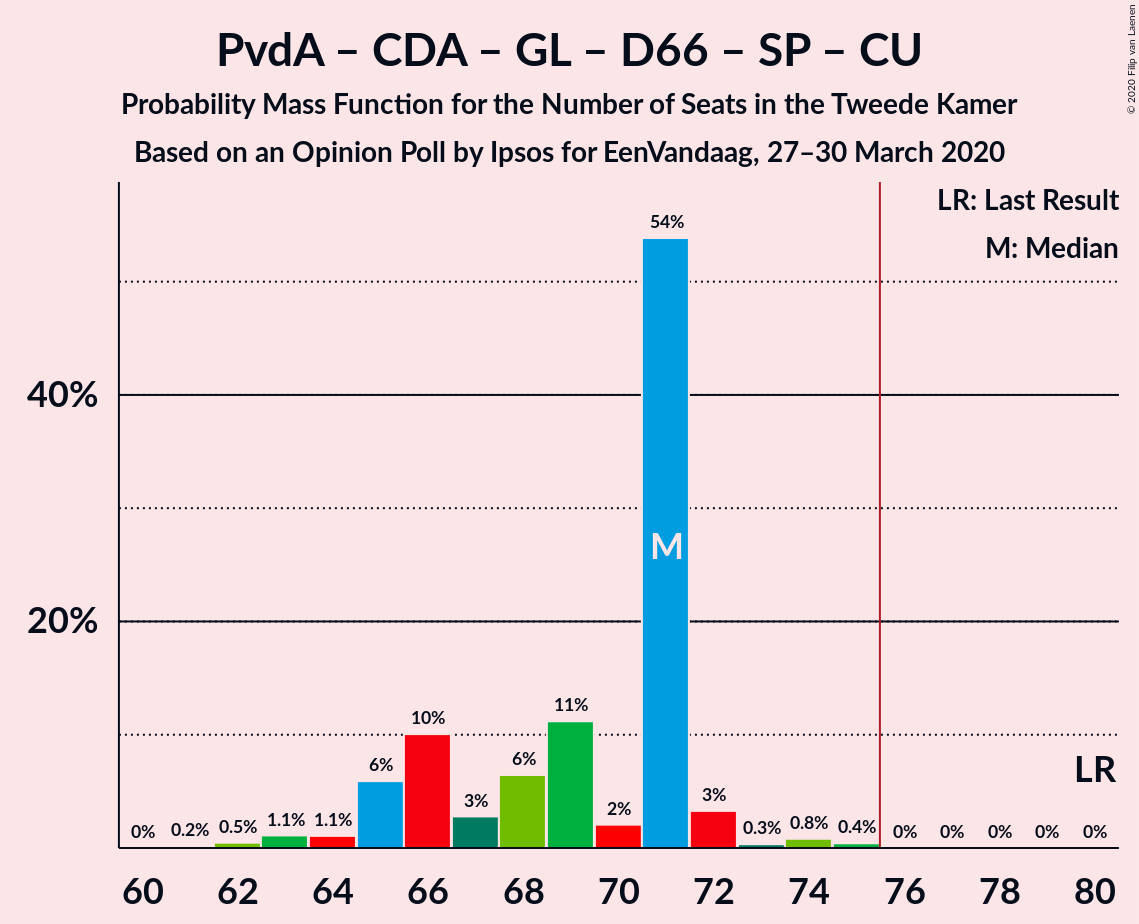 PvdA – CDA – GL – D66 – SP – CU
Probability Mass Function for the Number of Seats in the Tweede Kamer
Based on an Opinion Poll by Ipsos for EenVandaag, 27–30 March 2020
© 2020 Filip van Laenen
LR: Last Result
M: Median
54%
40%
M
20%
11%
10%
LR
6%
6%
3%
3%
2%
0% 0.2% 0.5% 1.1% 1.1% 0.3% 0.8% 0.4% 0% 0% 0% 0% 0%
60 62 64 66 68 70 72 74 76 78 80